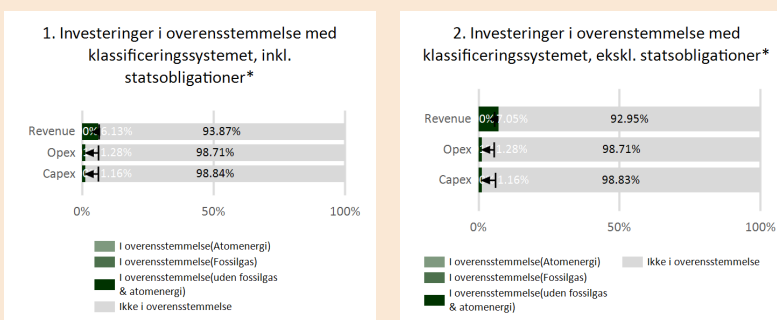 1. Investeringer i overensstemmelse med
klassificeringssystemet, inkl.
statsobligationer*
Revenue 0% 6.13% 93.87%
Opex 1.28% 98.71%
Capex 1.16% 98.84%
0% 50% 100%
I overensstemmelse(Atomenergi)
I overensstemmelse(Fossilgas)
I overensstemmelse(uden fossilgas
& atomenergi)
Ikke i overensstemmelse
2. Investeringer i overenstemmelse med
klassificeringssystemet, ekskl. statsobligationer*
Revenue 0% 7.05% 92.95%
Opex 1.28% 98.71%
Capex 1.16% 98.83%
0% 50% 100%
I overensstemmelse(Atomenergi) Ikke i overensstemmelse
I overensstemmelse(Fossilgas)
I overensstemmelse(uden fossilgas
& atomenergi)